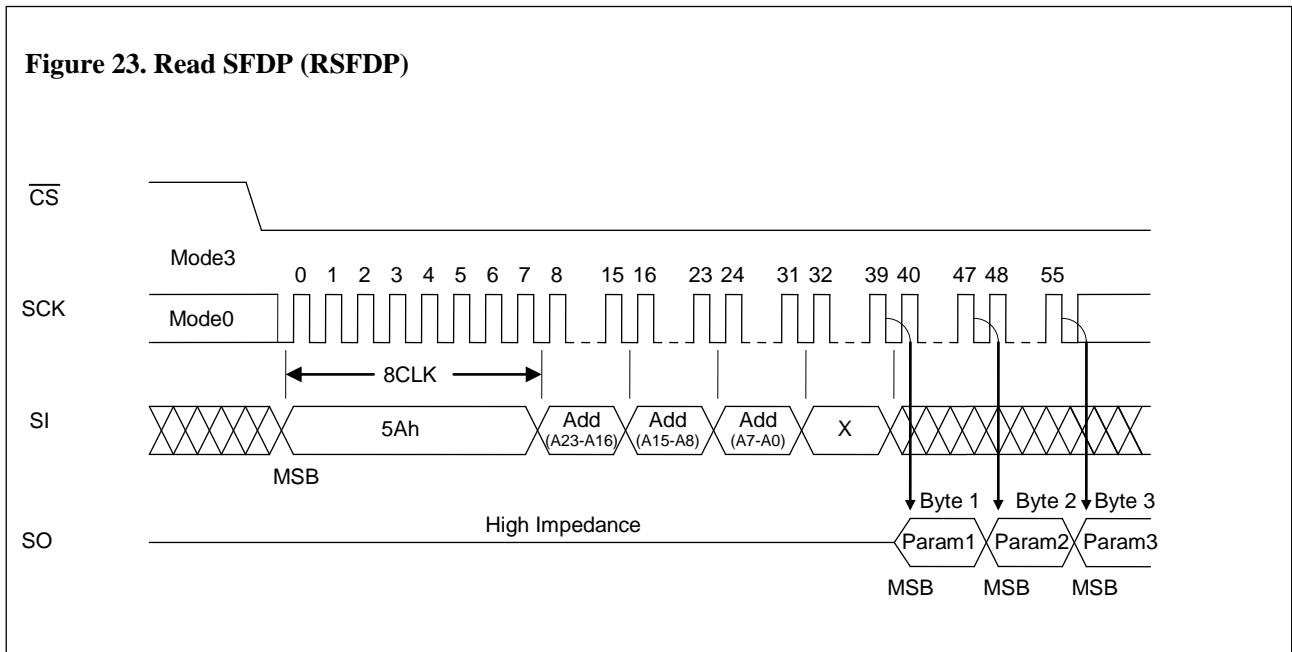 Figure 23. Read SFDP (RSFDP)
CS
Mode3
0 1 2 3 4 5 6 7 8 15 16 23 24 31 32 39 40 47 48 55
SCK
Mode0
8CLK
SI
5Ah
Add
(A23-A16)
Add
(A15-A8)
Add
(A7-A0)
X
MSB
Byte 1 Byte 2 Byte 3
High Impedance
SO
Param1 Param2 Param3
MSB MSB MSB